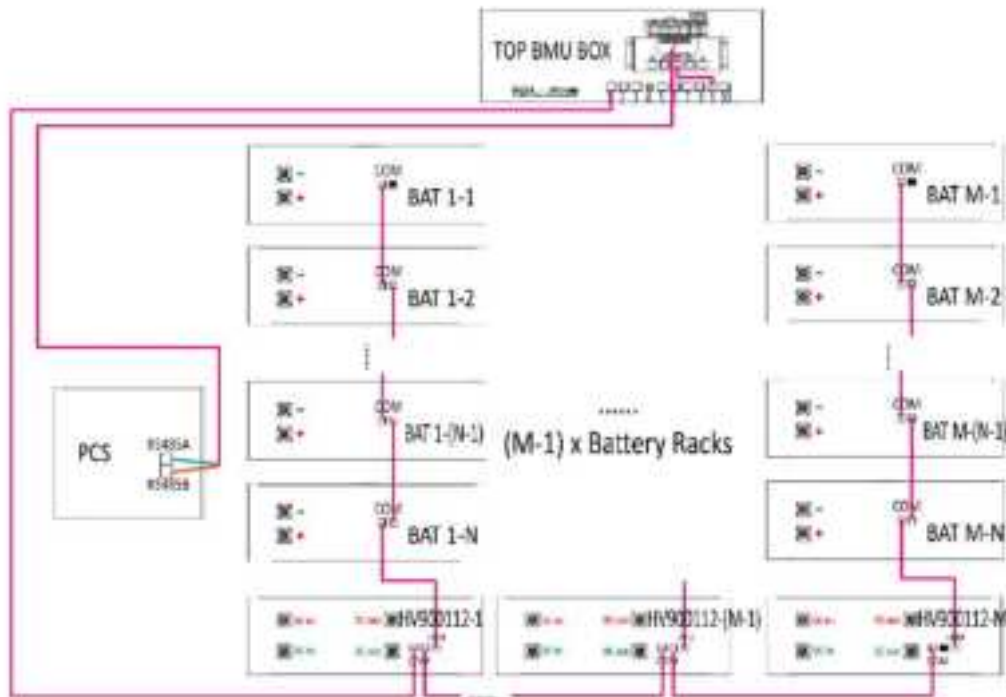 TOP BMU BOX
COM
BAT 1-1
COM
BAT M-1
COM
BAT 1-2
COM
BAT M-2
COM
BAT 1-(N-1)
......
(M-1) x Battery Racks
COM
BAT M-(N-1)
PCS
RS485A
RS485B
COM
BAT 1-N
COM
BAT M-N
HV900112-1
HV900112-(M-1)
HV900112-M